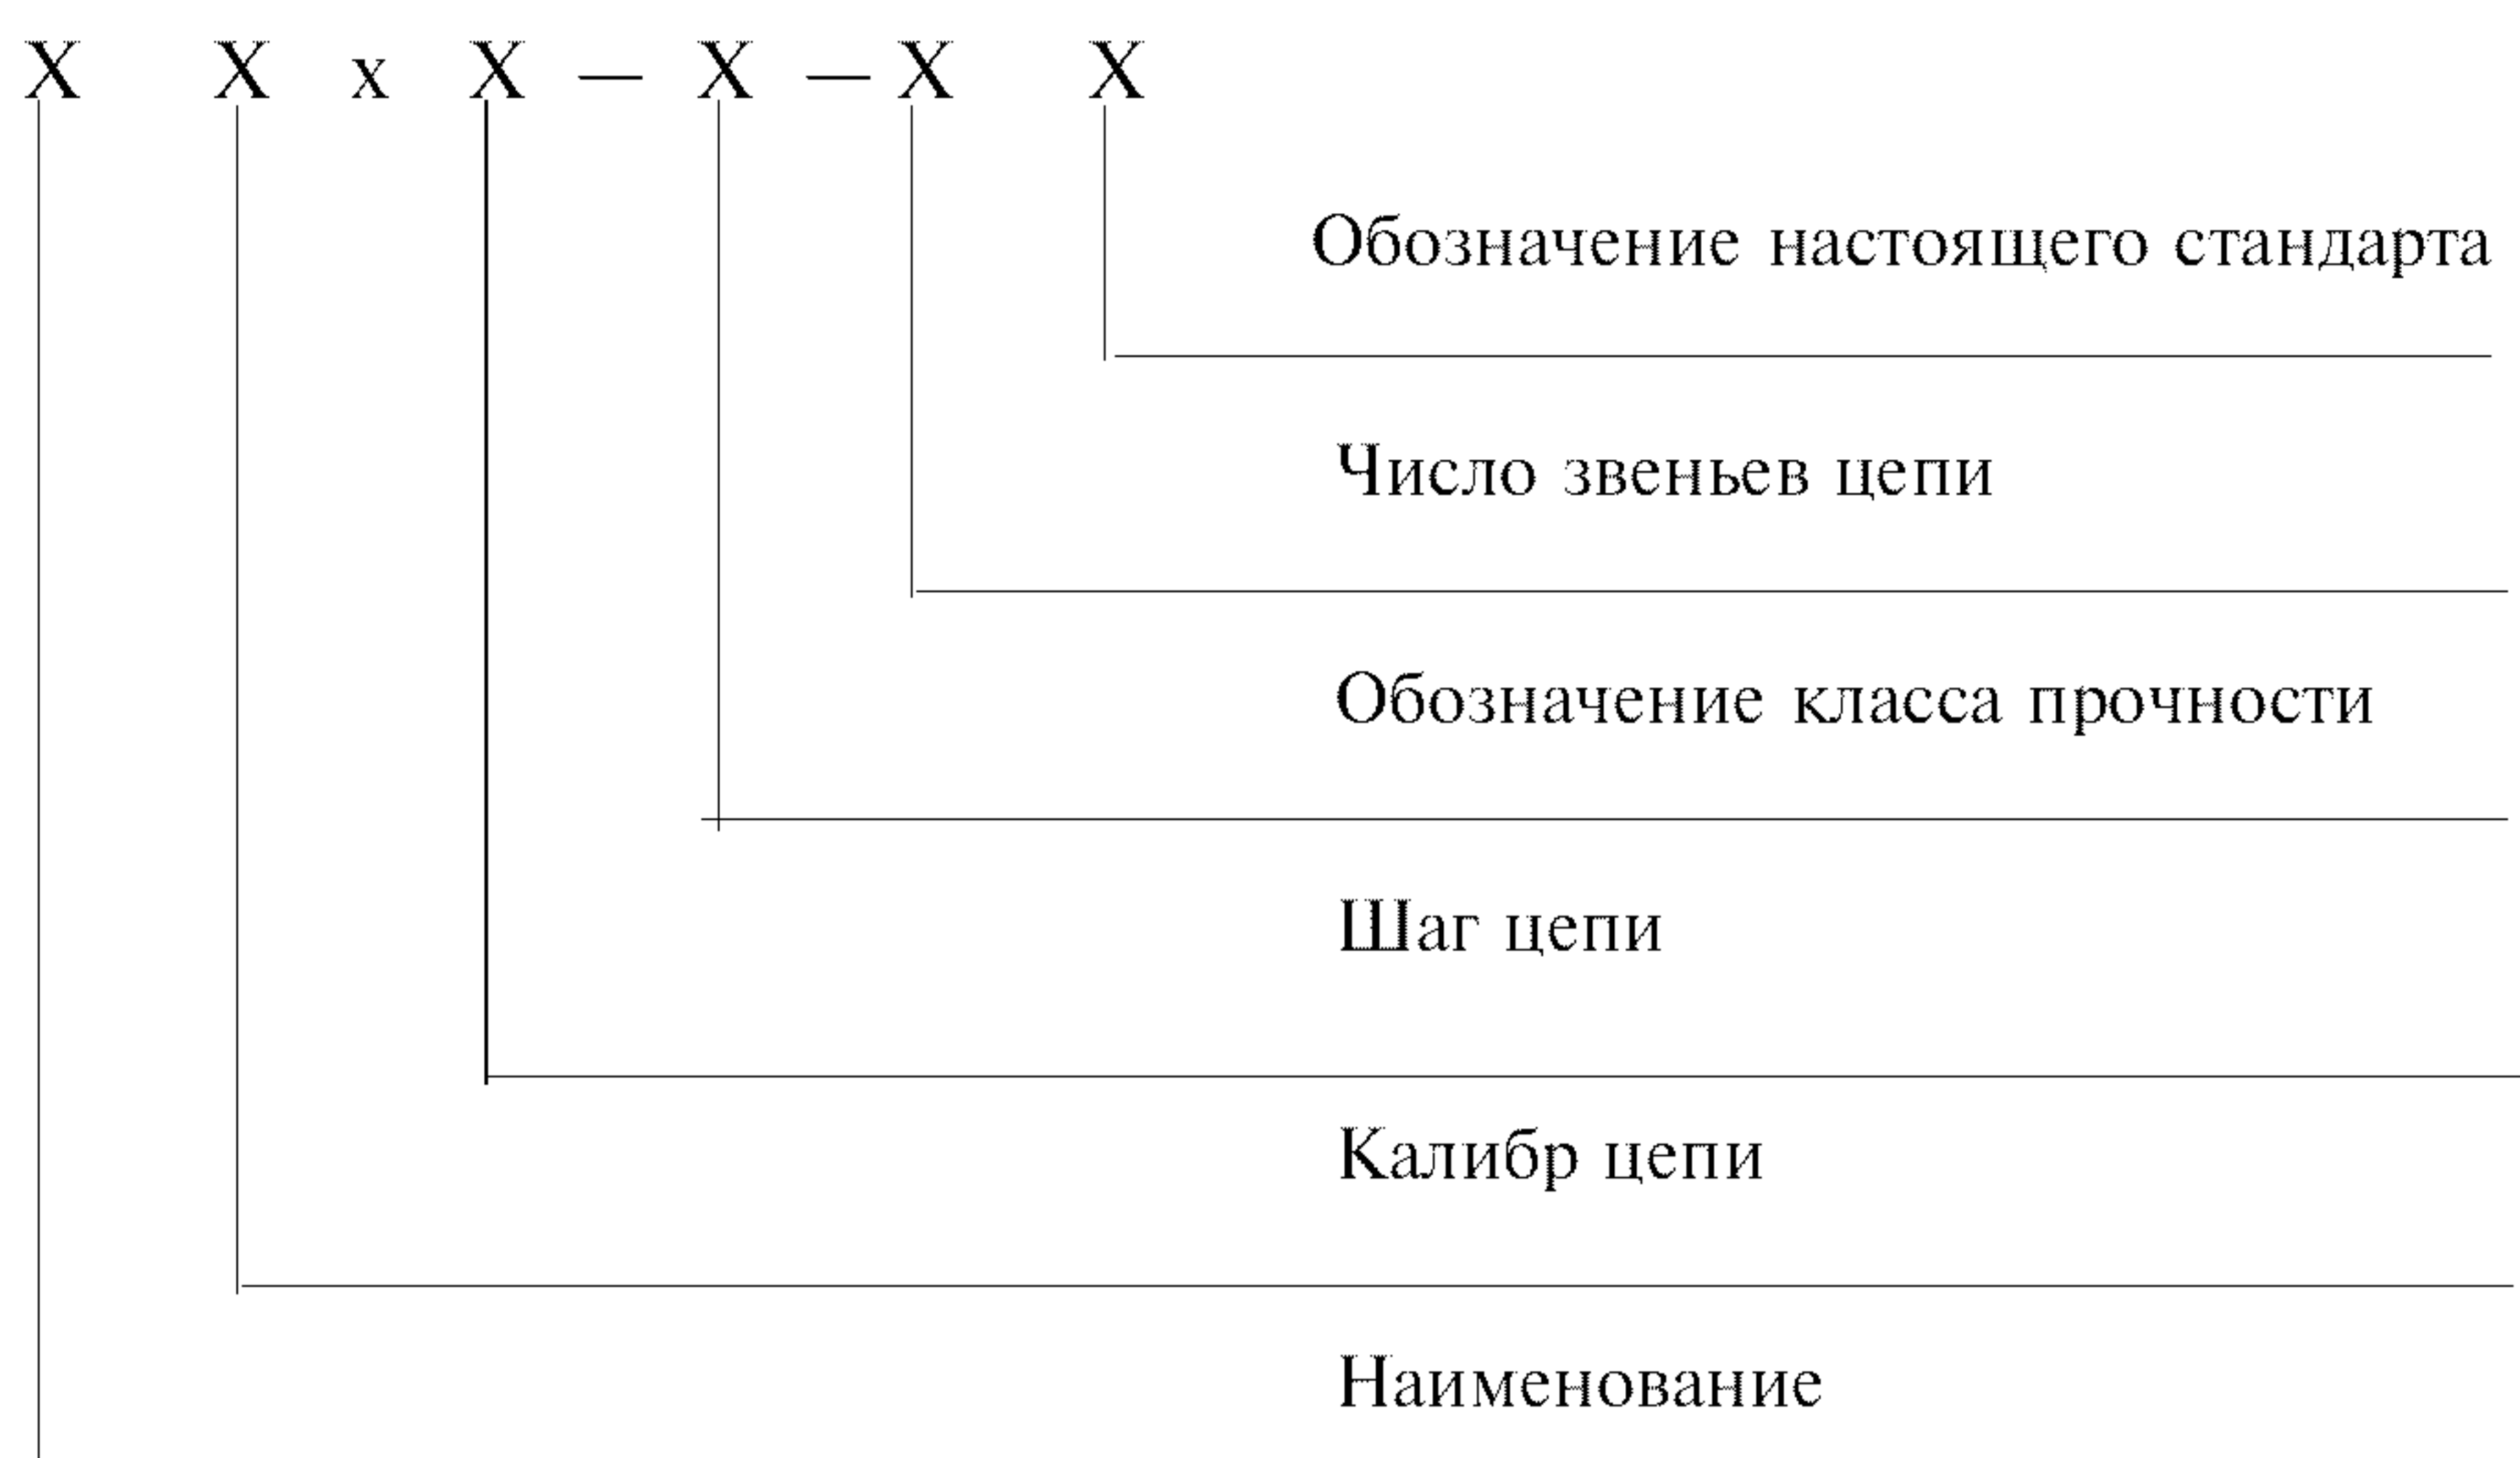 Х Х х Х — Х — Х Х
Обозначение настоящего стандарта
Число звеньев цепи
Обозначение класса прочности
Шаг цепи
Калибр цепи
Наименование